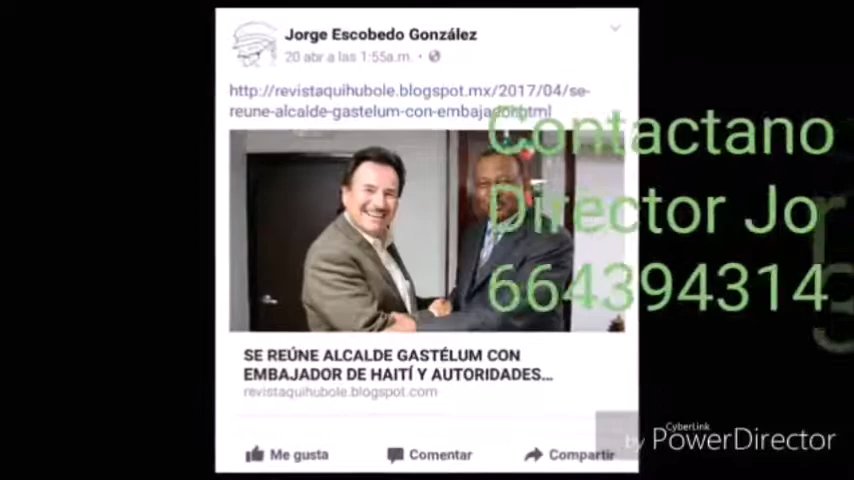 Jorge Escobedo González
20 abr a las 1:55a.m.
http://revistaquihubole.blogspot.mx/2017/04/se-
reune-alcalde-gastelum-con-embajador.html
Contactano
Director Jo
664394314
SE REÚNE ALCALDE GASTÉLUM CON
EMBAJADOR DE HAITÍ Y AUTORIDADES...
revistaquihubole.blogspot.com
Me gusta
Comentar
Compartir
by CyberLink
PowerDirector